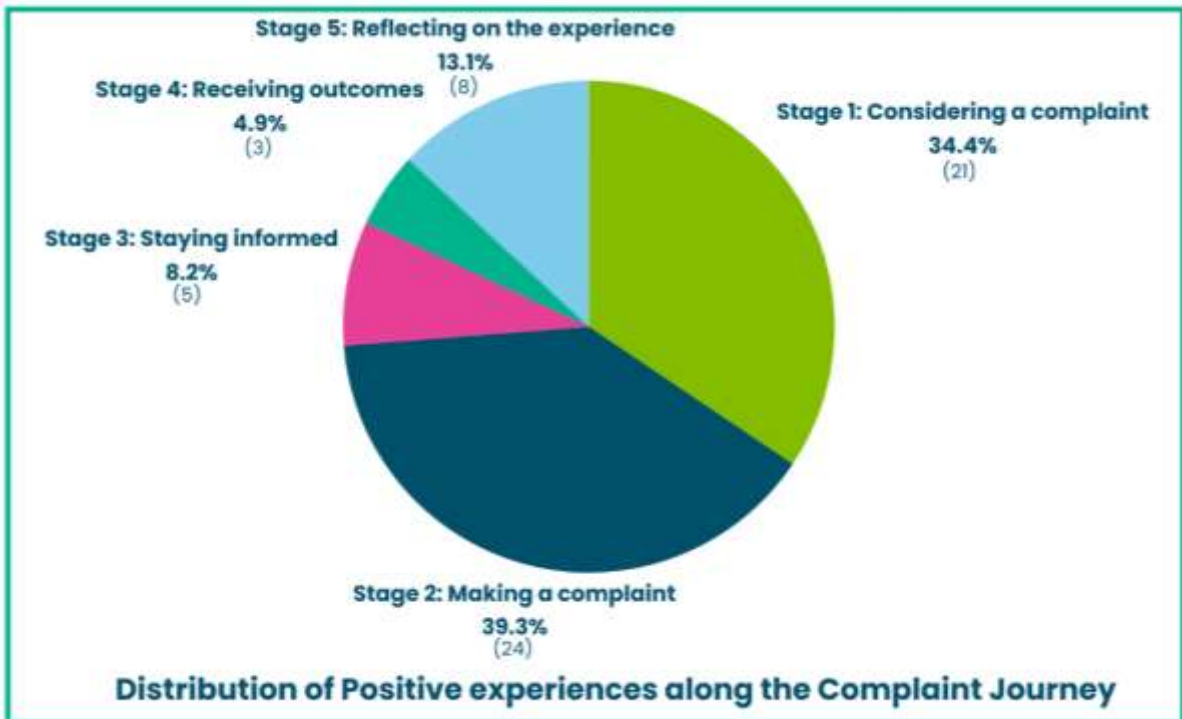 Stage 5: Reflecting on the experience
13.1%
(8)
Stage 4: Receiving outcomes
4.9%
(3)
Stage 1: Considering a complaint
34.4%
(21)
Stage 3: Staying informed
8.2%
(5)
Stage 2: Making a complaint
39.3%
(24)
Distribution of Positive experiences along the Complaint Journey